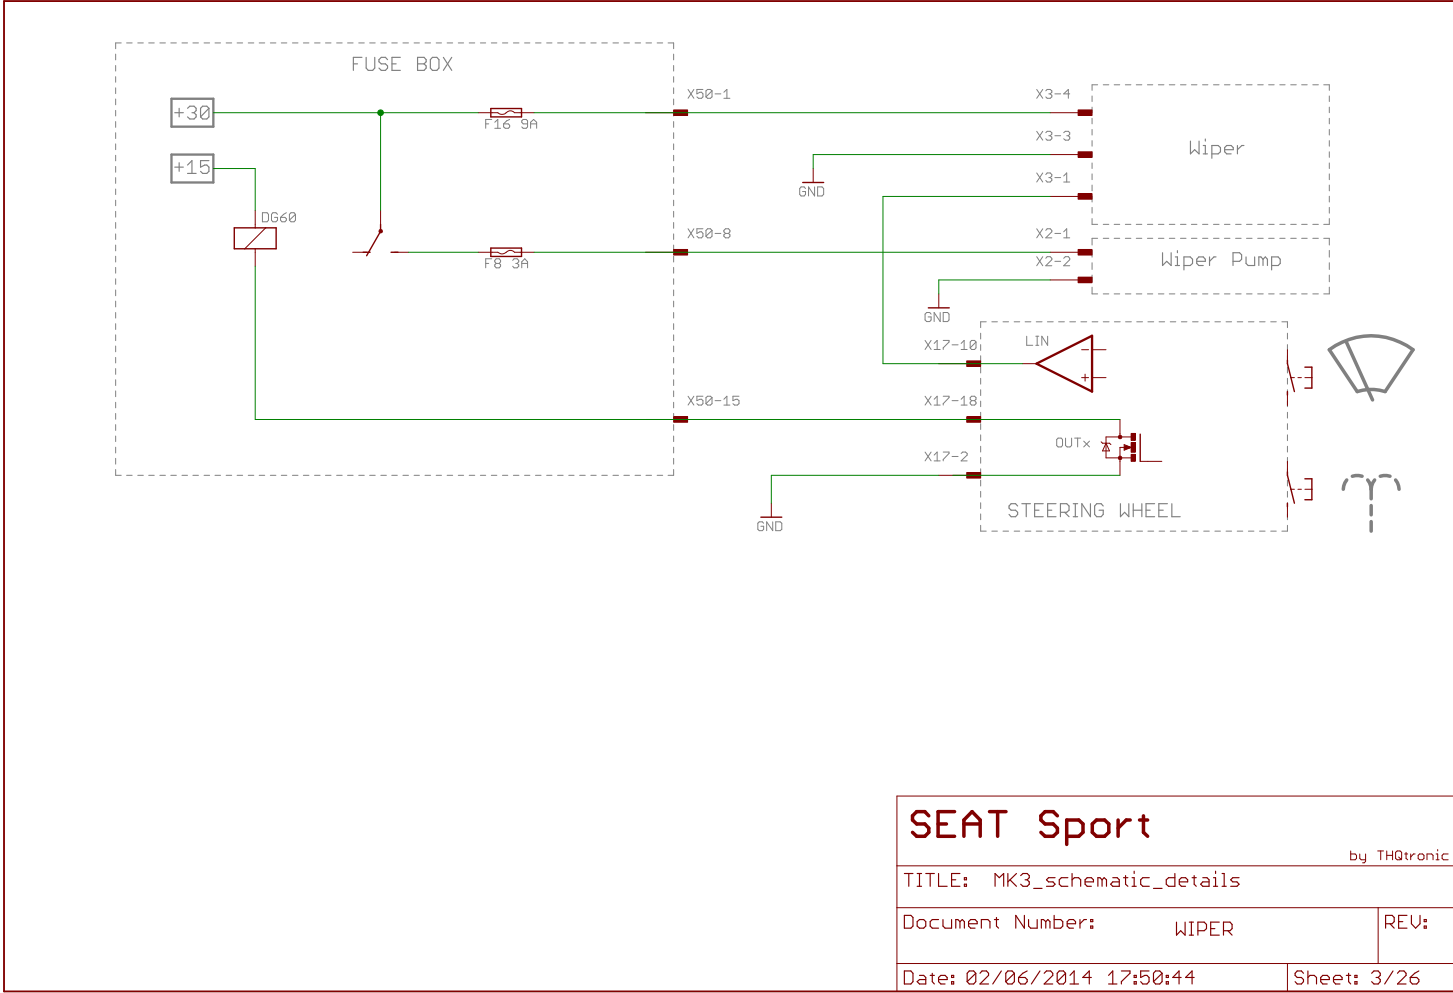 FUSE BOX
+30
F16 9A
X50-1
X3-4
+15
X3-3
GND
Wiper
X3-1
DG60
F8 3A
X50-8
X2-1
X2-2
Wiper Pump
GND
X17-10
LIN
X50-15
X17-18
OUTx
X17-2
GND
STEERING WHEEL
SEAT Sport
by THQtronic
TITLE: MK3_schematic_details
Document Number: WIPER
REV:
Date: 02/06/2014 17:50:44
Sheet: 3/26